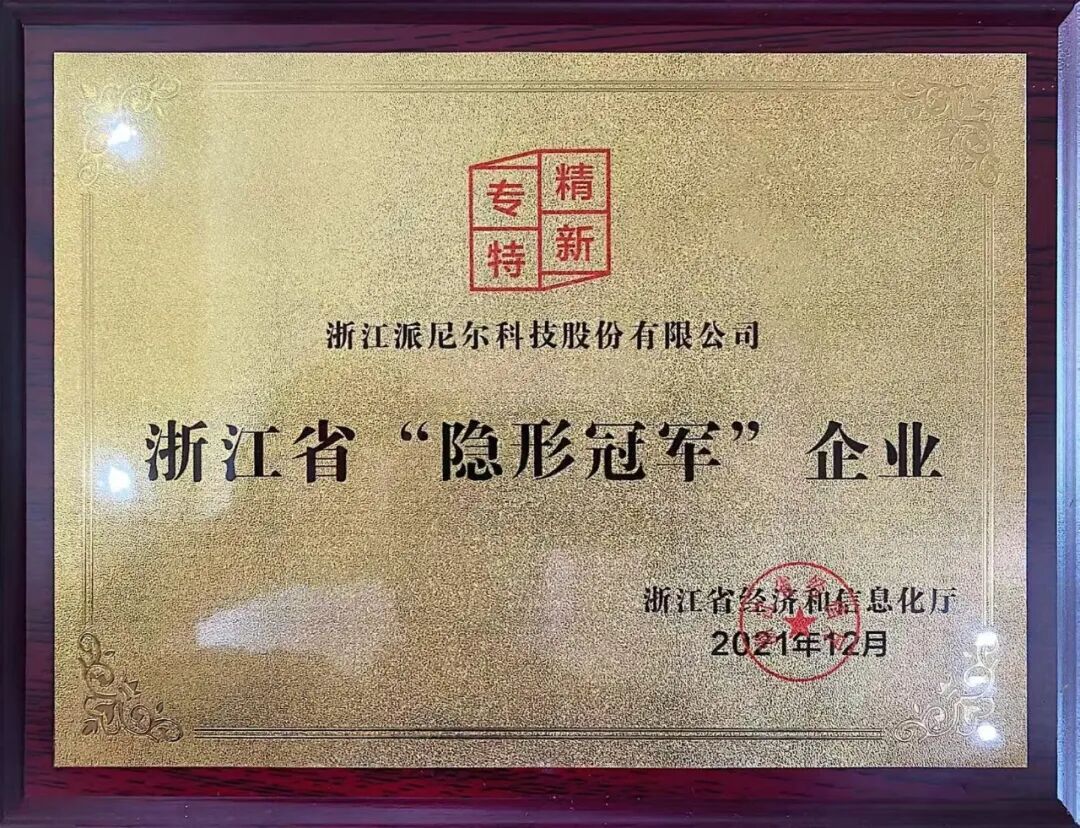 专精
特新
浙江派尼尔科技股份有限公司
浙江省“隐形冠军”企业
浙江省经济和信息化厅
2021年12月